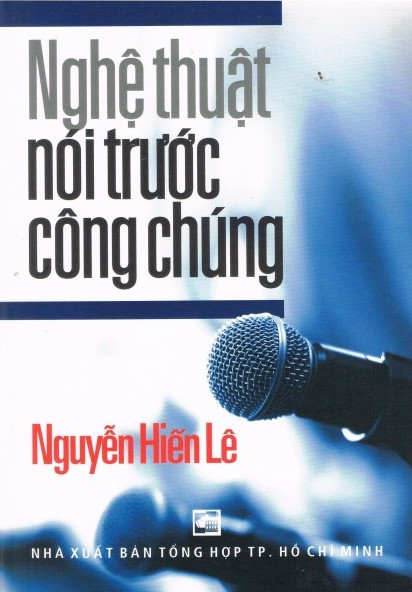 Nghệ thuật
nói trước
công chúng
Nguyễn Hiến Lê
NHÀ XUẤT BẢN TỔNG HỢP TP. HỒ CHÍ MINH